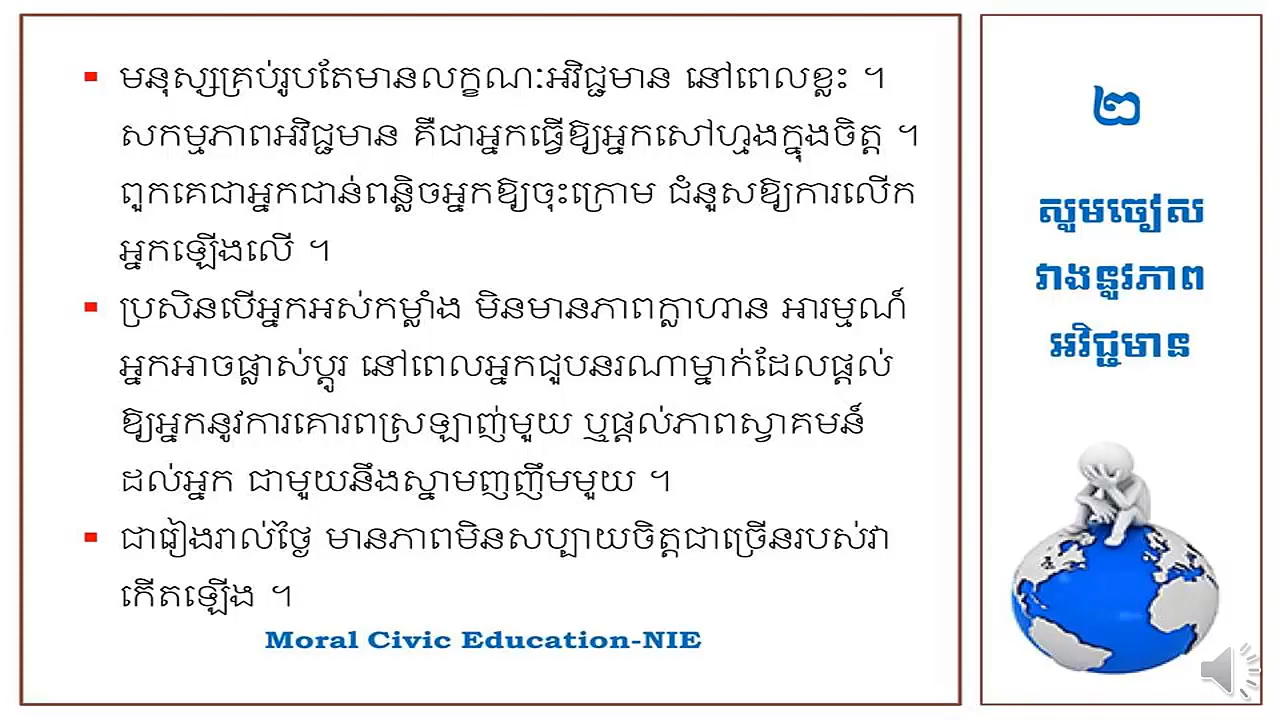 មនុស្សគ្រប់រូបតែមានលក្ខណៈអវិជ្ជមាន នៅពេលខ្លះ ។
សកម្មភាពអវិជ្ជមាន គឺជាអ្នកធ្វើឱ្យអ្នកសៅហ្មងក្នុងចិត្ត ។
ពួកគេជាអ្នកជាន់ពន្លិចអ្នកឱ្យចុះក្រោម ជំនួសឱ្យការលើក
អ្នកឡើងលើ ។
ប្រសិនបើអ្នកអស់កម្លាំង មិនមានភាពក្លាហាន អារម្មណ៍
អ្នកអាចផ្លាស់ប្តូរ នៅពេលអ្នកជួបនរណាម្នាក់ដែលផ្តល់
ឱ្យអ្នកនូវការគោរពស្រឡាញ់មួយ ឬផ្តល់ភាពស្វាគមន៍
ដល់អ្នក ជាមួយនឹងស្នាមញញឹមមួយ ។
ជារៀងរាល់ថ្ងៃ មានភាពមិនសប្បាយចិត្តជាច្រើនរបស់វា
កើតឡើង ។
Moral Civic Education-NIE
២
សូមចៀស
វាងនូវភាព
អវិជ្ជមាន